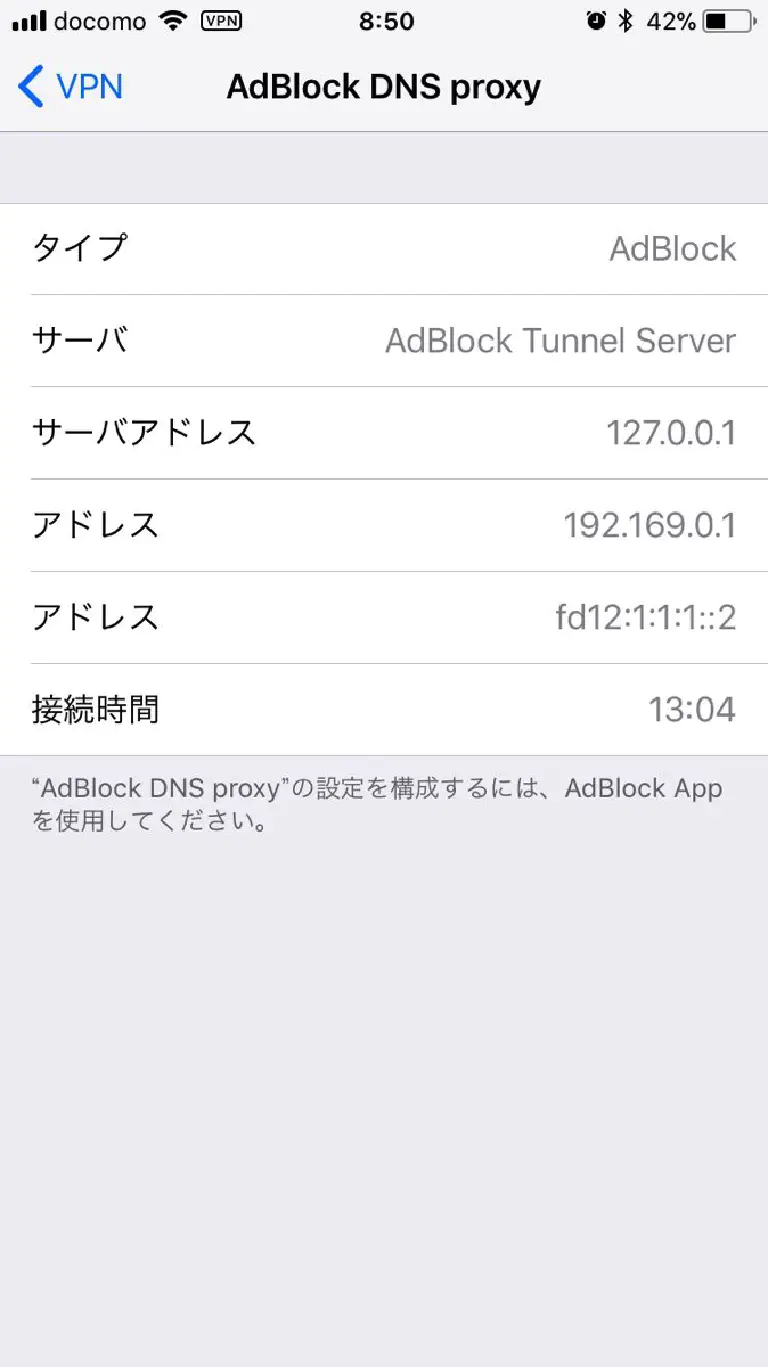 docomo VPN 8:50 42%
VPN AdBlock DNS proxy
タイプ AdBlock
サーバ AdBlock Tunnel Server
サーバアドレス 127.0.0.1
アドレス 192.169.0.1
アドレス fd12:1:1:1::2
接続時間 13:04
“AdBlock DNS proxy”の設定を構成するには、AdBlock App
を使用してください。